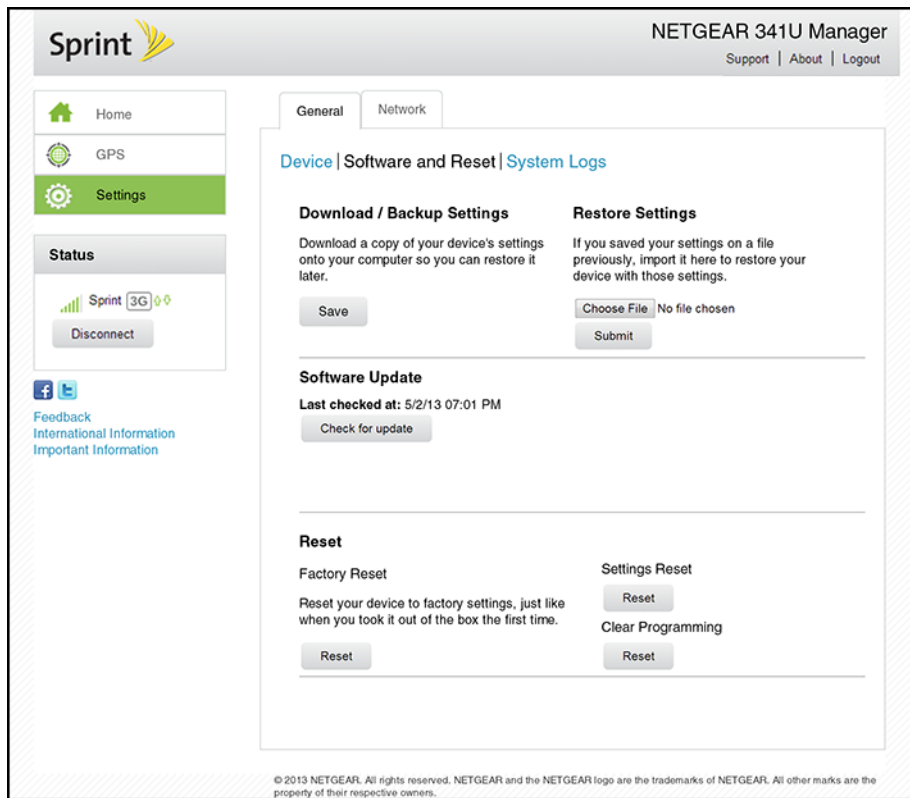 Sprint
NETGEAR 341U Manager
Support | About | Logout
Home
GPS
Settings
Status
Sprint 3G
Disconnect
Feedback
International Information
Important Information
General
Network
Device | Software and Reset | System Logs
Download / Backup Settings
Download a copy of your device's settings
onto your computer so you can restore it
later.
Save
Restore Settings
If you saved your settings on a file
previously, import it here to restore your
device with those settings.
Choose File No file chosen
Submit
Software Update
Last checked at: 5/2/13 07:01 PM
Check for update
Reset
Factory Reset
Reset your device to factory settings, just like
when you took it out of the box the first time.
Reset
Settings Reset
Reset
Clear Programming
Reset
© 2013 NETGEAR. All rights reserved. NETGEAR and the NETGEAR logo are the trademarks of NETGEAR. All other marks are the
property of their respective owners.